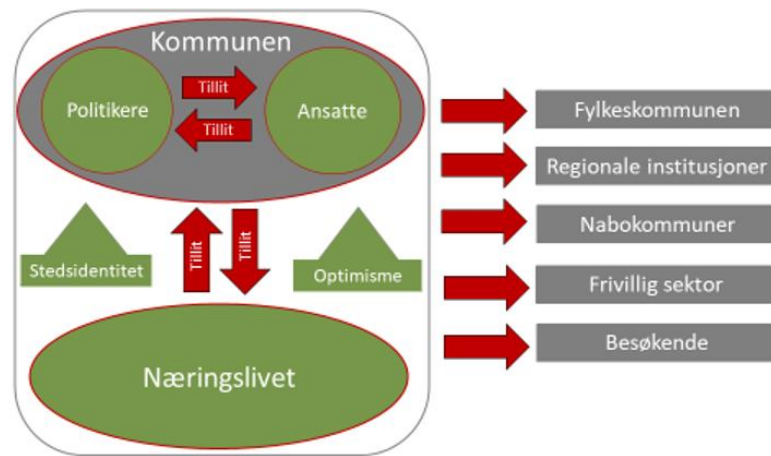 Kommunen
Politikere
Tillit
Tillit
Ansatte
Stedsidentitet
Tillit
Tillit
Optimisme
Næringslivet
Fylkeskommunen
Regionale institusjoner
Nabokommuner
Frivillig sektor
Besøkende